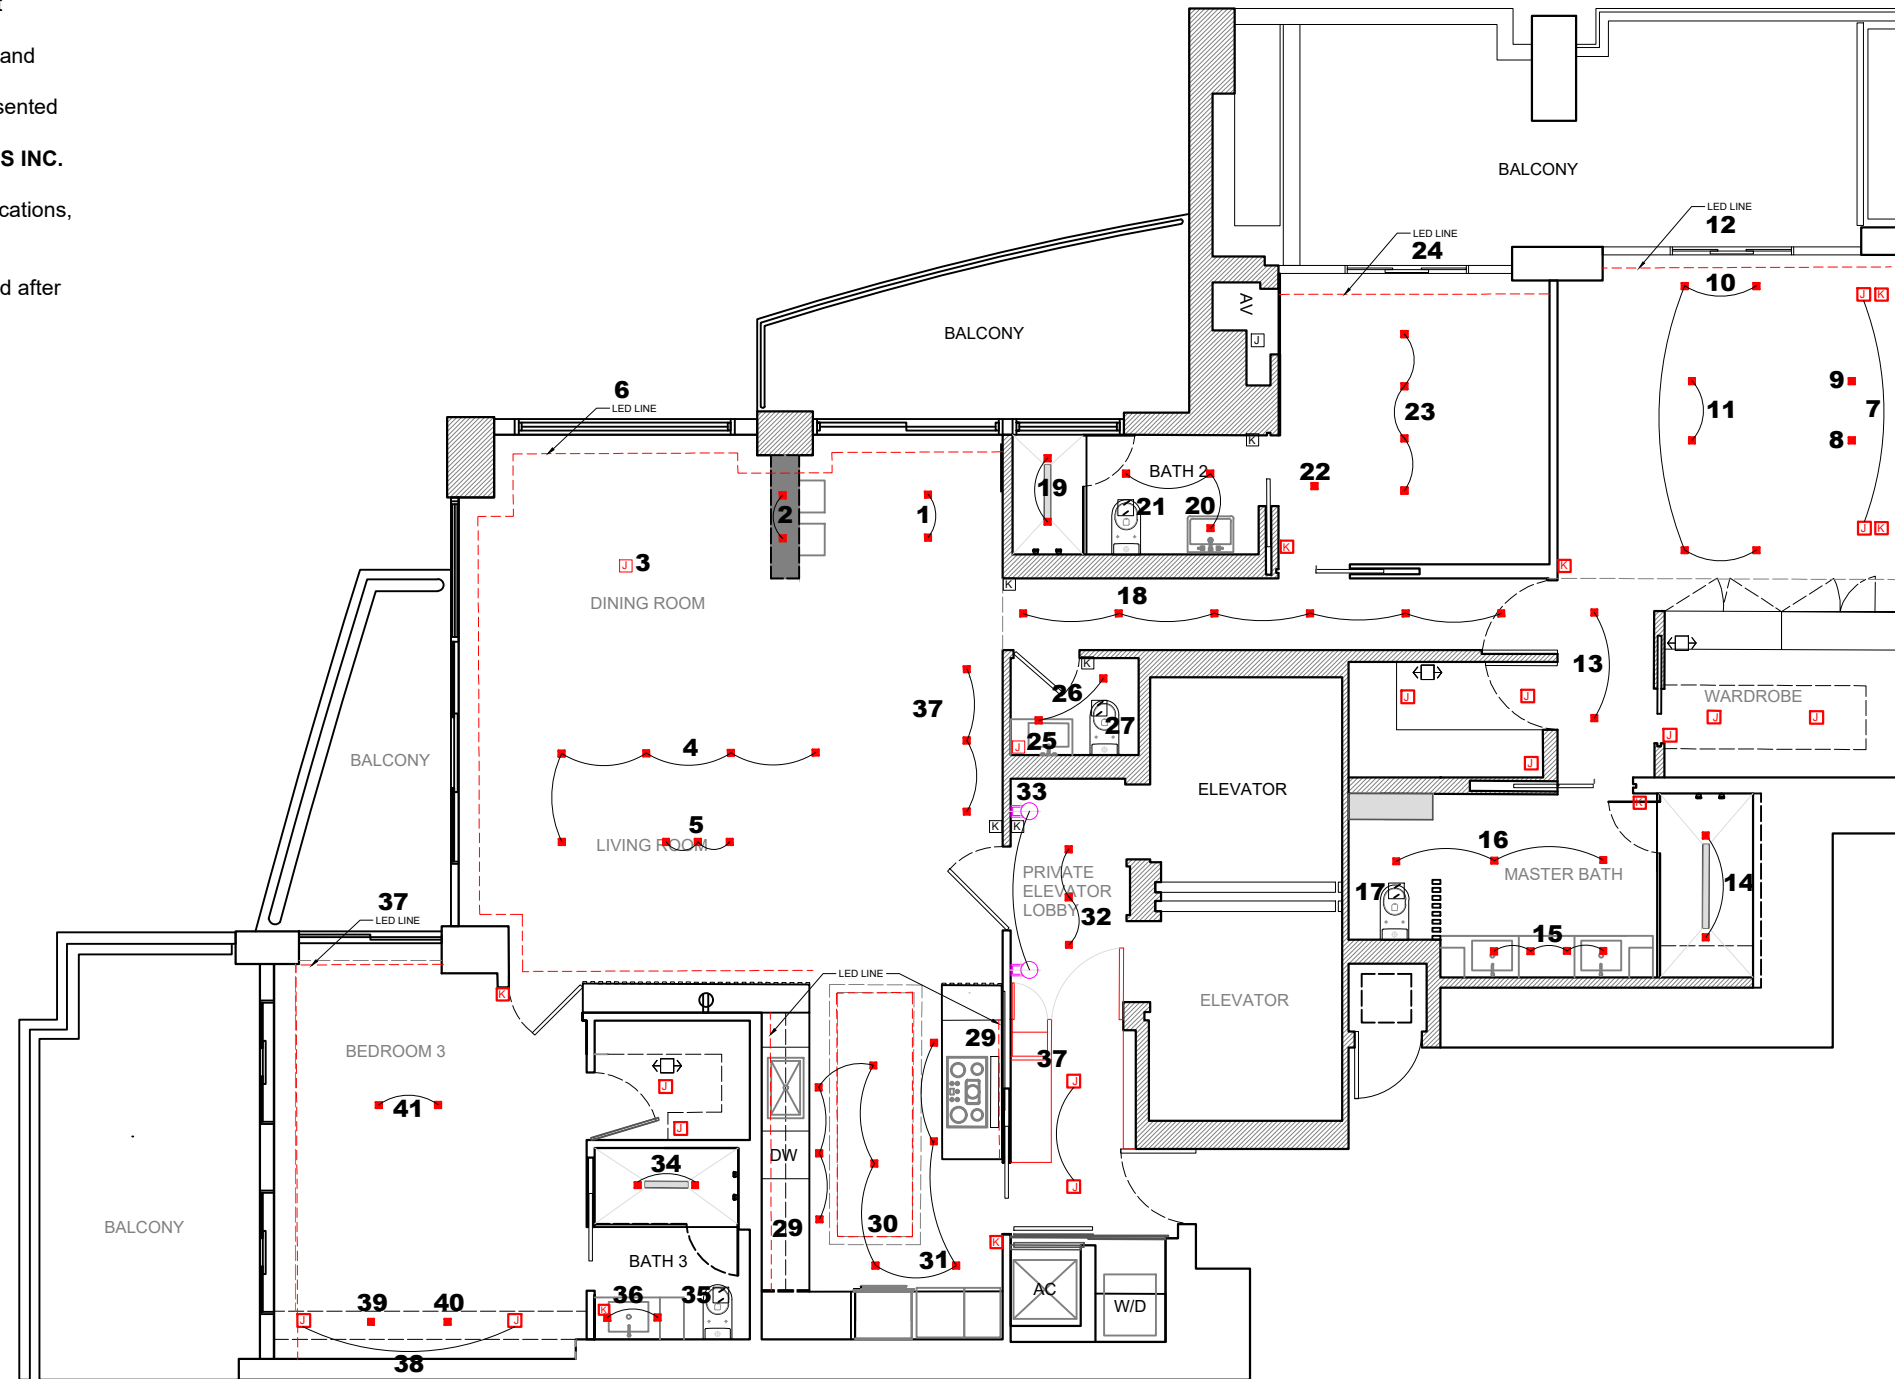 t
and
sented
S INC.
cations,
d after
BALCONY
LED LINE
12
LED LINE
24
10
AV
J
J K
BALCONY
6
LED LINE
9
7
11
23
8
K
BATH 2
22
19
2
1
21
20
J 3
K
K
J K
DINING ROOM
K
18
13
K
26
WARDROBE
37
27
J
J
J
J
J
25
J
4
BALCONY
J
ELEVATOR
33
K
5
K K
LIVING ROOM
16
PRIVATE
ELEVATOR
LOBBY
MASTER BATH
17
14
37
LED LINE
32
15
LED LINE
K
ELEVATOR
29
BEDROOM 3
37
J
J
41
J
DW
34
J
BALCONY
29
30
31
K
BATH 3
AC
W/D
36
35
39
40
K
J
J
38